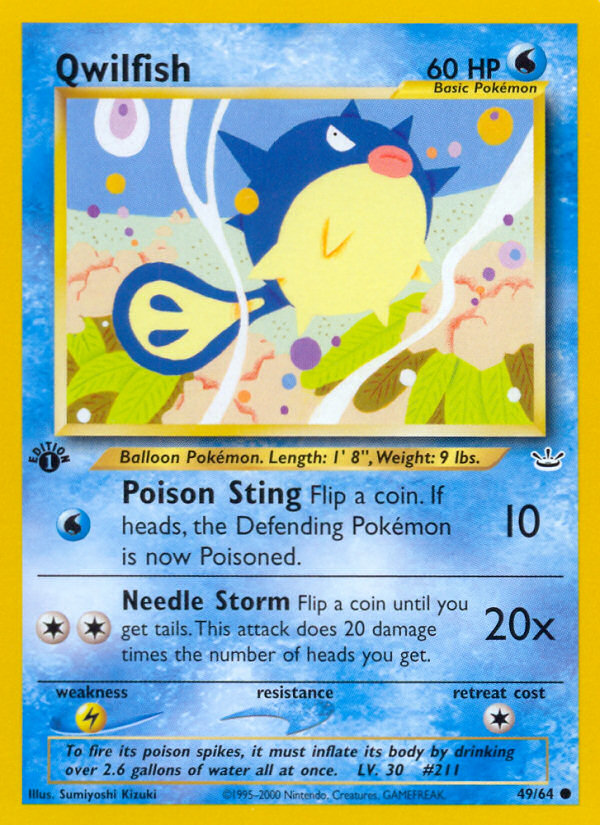 Qwilfish
60 HP
Basic Pokémon
EDITION
1
Balloon Pokémon. Length: 1' 8", Weight: 9 lbs.
Poison Sting Flip a coin. If
heads, the Defending Pokémon
is now Poisoned.
10
Needle Storm Flip a coin until you
get tails. This attack does 20 damage
times the number of heads you get.
20x
weakness
resistance
retreat cost
To fire its poison spikes, it must inflate its body by drinking
over 2.6 gallons of water all at once. LV. 30 #211
Illus. Sumiyoshi Kizuki
©1995-2000 Nintendo, Creatures, GAMEFREAK.
49/64